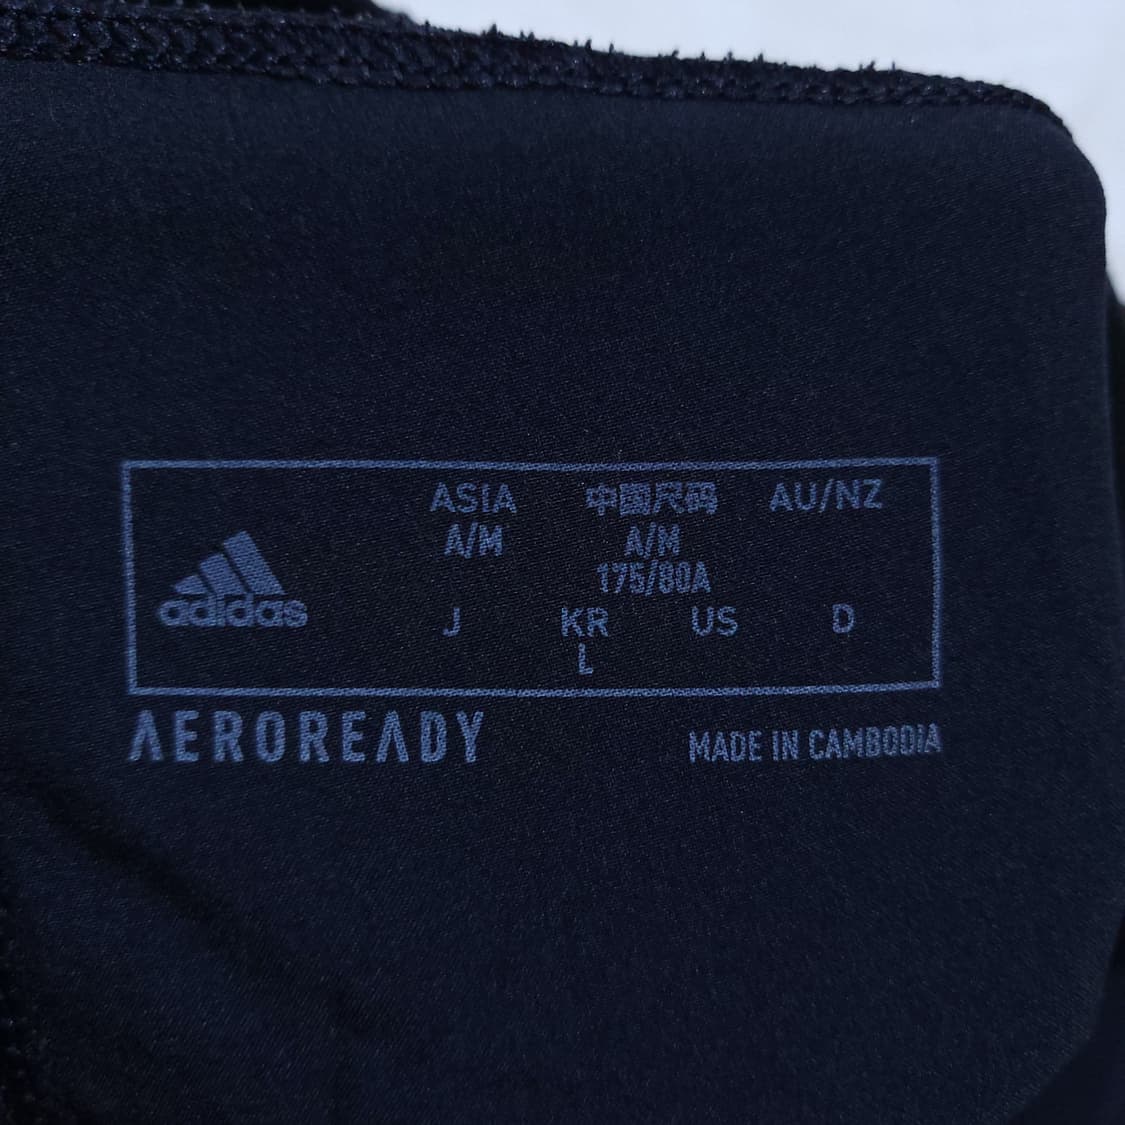 ASIA 中国尺码 AU/NZ
A/M A/M
175/80A
adidas
J KR US D
L
AEROREADY
MADE IN CAMBODIA